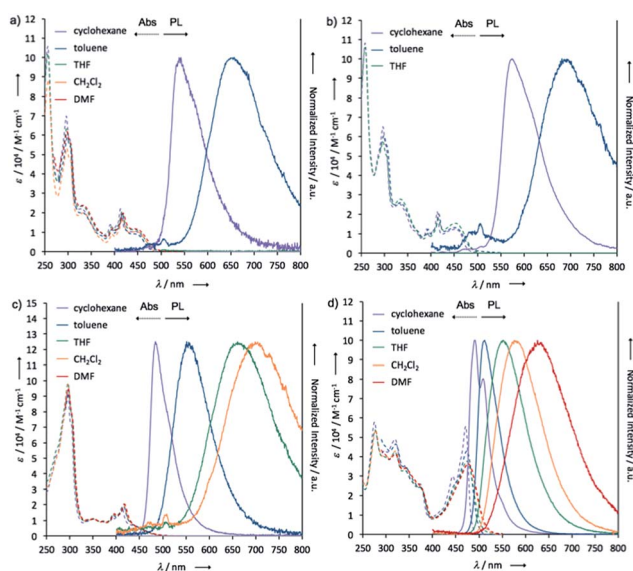 a)
Abs PL
cyclohexane
toluene
THF
CH₂Cl₂
DMF
ε / 10⁴ / M⁻¹ cm⁻¹
12
11
10
9
8
7
6
5
4
3
2
1
0
250 300 350 400 450 500 550 600 650 700 750 800
λ / nm
Normalized Intensity / a.u.
b)
Abs PL
cyclohexane
toluene
THF
ε / 10⁴ / M⁻¹ cm⁻¹
11
10
9
8
7
6
5
4
3
2
1
0
250 300 350 400 450 500 550 600 650 700 750 800
λ / nm
Normalized Intensity / a.u.
c)
Abs PL
cyclohexane
toluene
THF
CH₂Cl₂
DMF
ε / 10⁴ / M⁻¹ cm⁻¹
15
14
13
12
11
10
9
8
7
6
5
4
3
2
1
0
250 300 350 400 450 500 550 600 650 700 750 800
λ / nm
Normalized Intensity / a.u.
d)
Abs PL
cyclohexane
toluene
THF
CH₂Cl₂
DMF
ε / 10⁴ / M⁻¹ cm⁻¹
12
11
10
9
8
7
6
5
4
3
2
1
0
250 300 350 400 450 500 550 600 650 700 750 800
λ / nm
Normalized Intensity / a.u.